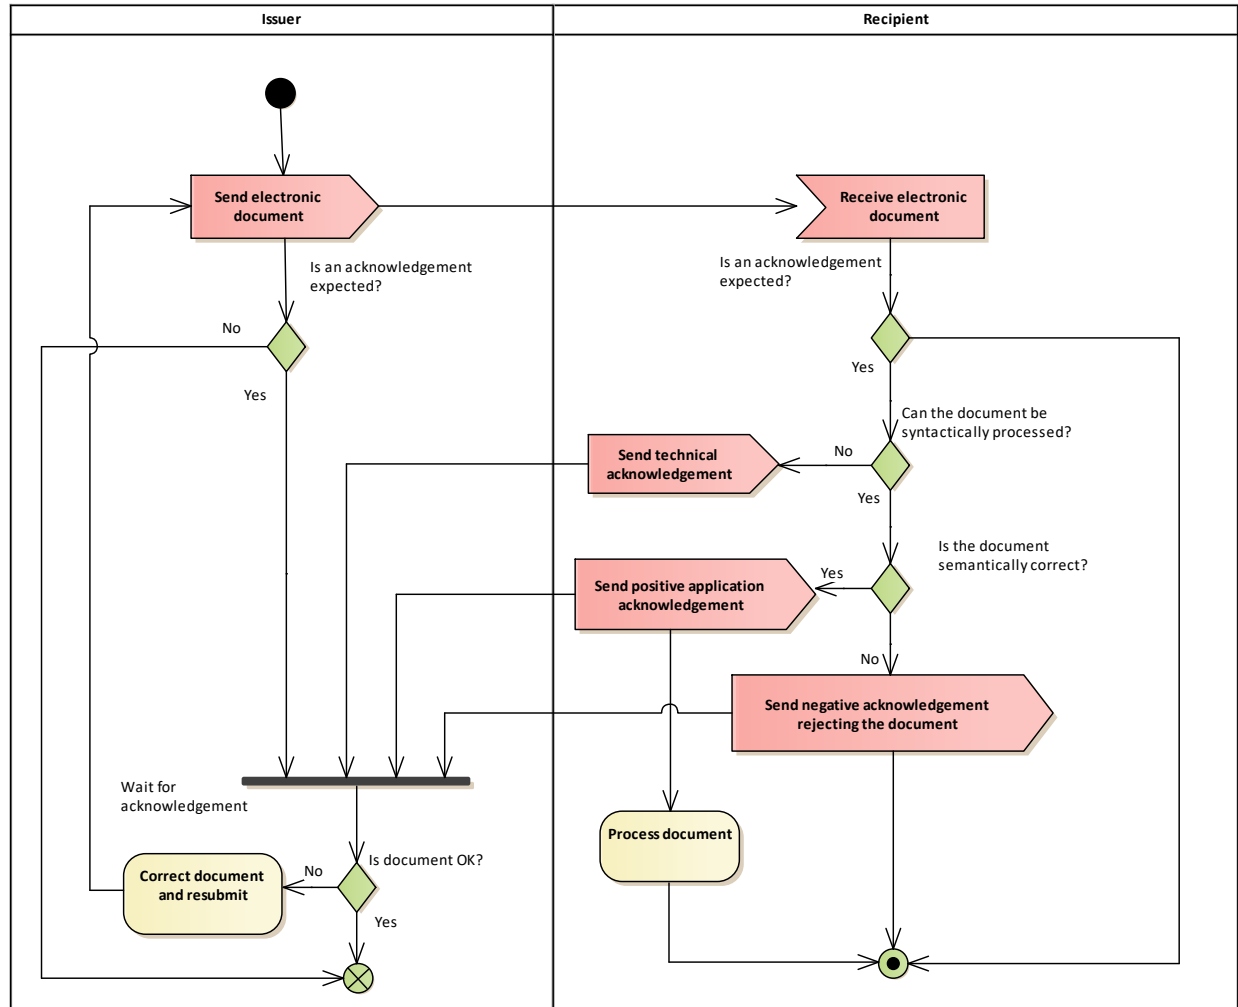 Issuer
Recipient
Send electronic
document
Receive electronic
document
Is an acknowledgement
expected?
Is an acknowledgement
expected?
No
Yes
Yes
Can the document be
syntactically processed?
Send technical
acknowledgement
No
Yes
Is the document
semantically correct?
Send positive application
acknowledgement
Yes
No
Send negative acknowledgement
rejecting the document
Wait for
acknowledgement
Process document
Is document OK?
Correct document
and resubmit
No
Yes